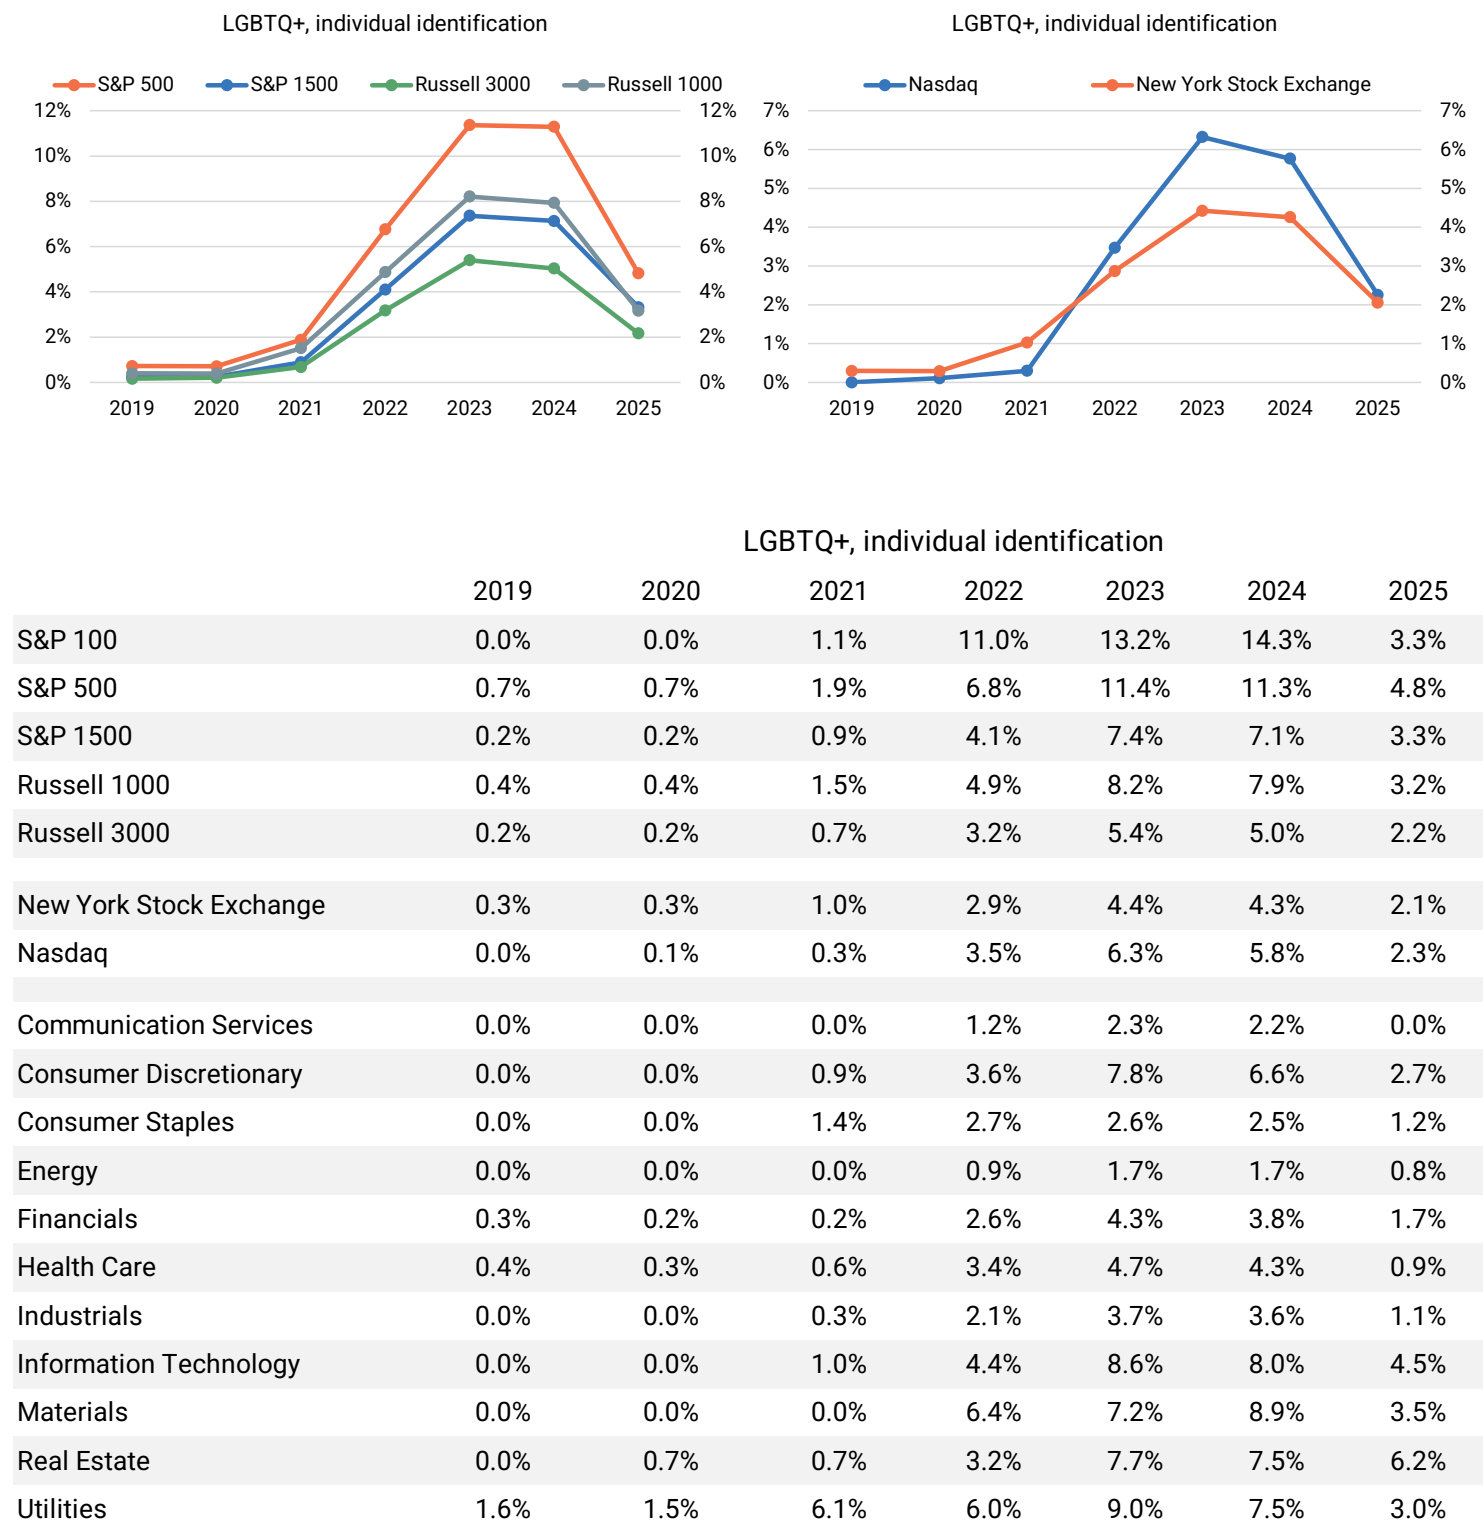 LGBTQ+, individual identification
S&P 500 S&P 1500 Russell 3000 Russell 1000
12% 12%
10% 10%
8% 8%
6% 6%
4% 4%
2% 2%
0% 0%
2019 2020 2021 2022 2023 2024 2025
LGBTQ+, individual identification
Nasdaq New York Stock Exchange
7% 7%
6% 6%
5% 5%
4% 4%
3% 3%
2% 2%
1% 1%
0% 0%
2019 2020 2021 2022 2023 2024 2025
LGBTQ+, individual identification
2019 2020 2021 2022 2023 2024 2025
S&P 100 0.0% 0.0% 1.1% 11.0% 13.2% 14.3% 3.3%
S&P 500 0.7% 0.7% 1.9% 6.8% 11.4% 11.3% 4.8%
S&P 1500 0.2% 0.2% 0.9% 4.1% 7.4% 7.1% 3.3%
Russell 1000 0.4% 0.4% 1.5% 4.9% 8.2% 7.9% 3.2%
Russell 3000 0.2% 0.2% 0.7% 3.2% 5.4% 5.0% 2.2%
New York Stock Exchange 0.3% 0.3% 1.0% 2.9% 4.4% 4.3% 2.1%
Nasdaq 0.0% 0.1% 0.3% 3.5% 6.3% 5.8% 2.3%
Communication Services 0.0% 0.0% 0.0% 1.2% 2.3% 2.2% 0.0%
Consumer Discretionary 0.0% 0.0% 0.9% 3.6% 7.8% 6.6% 2.7%
Consumer Staples 0.0% 0.0% 1.4% 2.7% 2.6% 2.5% 1.2%
Energy 0.0% 0.0% 0.0% 0.9% 1.7% 1.7% 0.8%
Financials 0.3% 0.2% 0.2% 2.6% 4.3% 3.8% 1.7%
Health Care 0.4% 0.3% 0.6% 3.4% 4.7% 4.3% 0.9%
Industrials 0.0% 0.0% 0.3% 2.1% 3.7% 3.6% 1.1%
Information Technology 0.0% 0.0% 1.0% 4.4% 8.6% 8.0% 4.5%
Materials 0.0% 0.0% 0.0% 6.4% 7.2% 8.9% 3.5%
Real Estate 0.0% 0.7% 0.7% 3.2% 7.7% 7.5% 6.2%
Utilities 1.6% 1.5% 6.1% 6.0% 9.0% 7.5% 3.0%